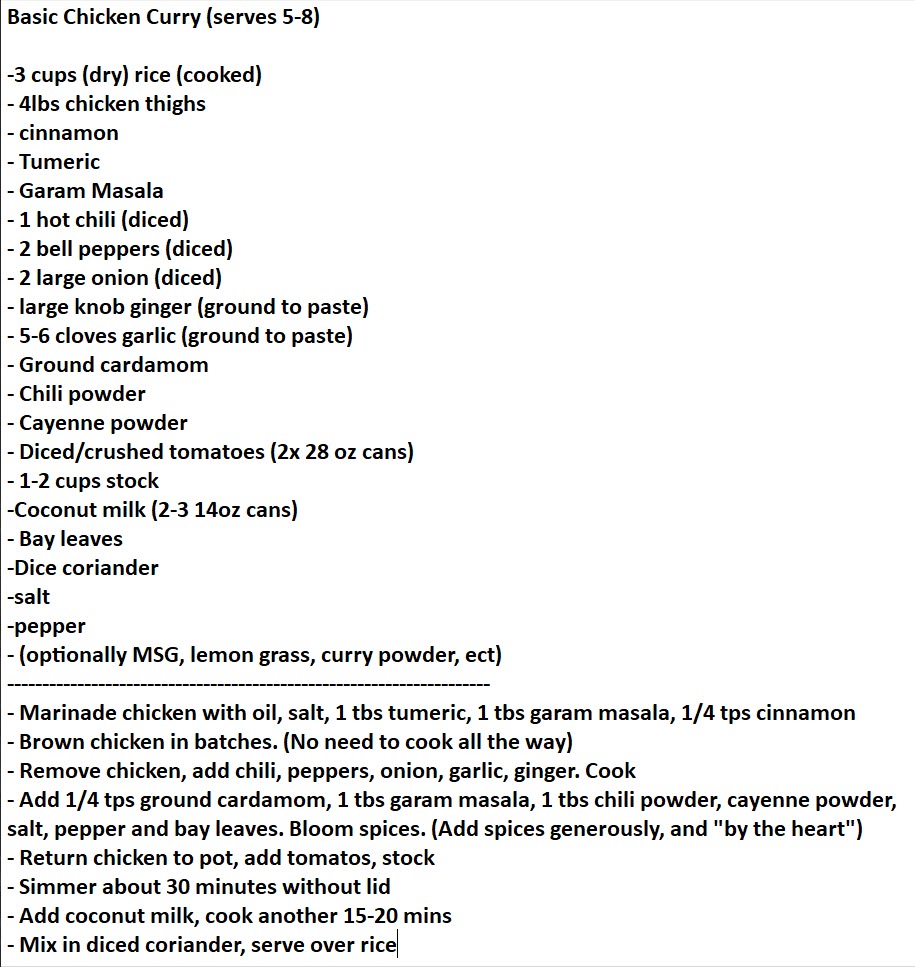 Basic Chicken Curry (serves 5-8)
-3 cups (dry) rice (cooked)
- 4lbs chicken thighs
- cinnamon
- Tumeric
- Garam Masala
- 1 hot chili (diced)
- 2 bell peppers (diced)
- 2 large onion (diced)
- large knob ginger (ground to paste)
- 5-6 cloves garlic (ground to paste)
- Ground cardamom
- Chili powder
- Cayenne powder
- Diced/crushed tomatoes (2x 28 oz cans)
- 1-2 cups stock
-Coconut milk (2-3 14oz cans)
- Bay leaves
-Dice coriander
-salt
-pepper
- (optionally MSG, lemon grass, curry powder, ect)
---------------------------------------------------------------------
- Marinade chicken with oil, salt, 1 tbs tumeric, 1 tbs garam masala, 1/4 tps cinnamon
- Brown chicken in batches. (No need to cook all the way)
- Remove chicken, add chili, peppers, onion, garlic, ginger. Cook
- Add 1/4 tps ground cardamom, 1 tbs garam masala, 1 tbs chili powder, cayenne powder,
salt, pepper and bay leaves. Bloom spices. (Add spices generously, and "by the heart")
- Return chicken to pot, add tomatos, stock
- Simmer about 30 minutes without lid
- Add coconut milk, cook another 15-20 mins
- Mix in diced coriander, serve over rice